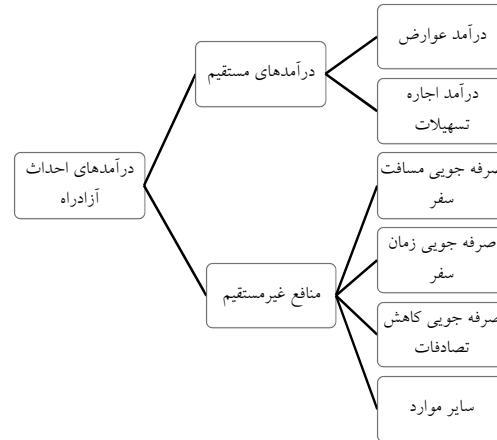 درآمدهای احداث
آزادراه
درآمدهای مستقیم
درآمد عوارض
درآمد اجاره
تسهیلات
منافع غیرمستقیم
صرفه جویی مسافت
سفر
صرفه جویی زمان
سفر
صرفه جویی کاهش
تصادفات
سایر موارد